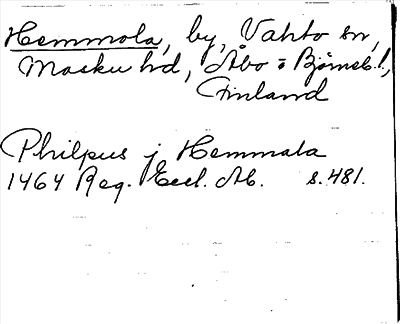 Hemmola, by, Vahto sn,
Masku hd, Åbo o Björneb. l.,
Finland
Philpus j Hemmala
1464 Reg. Eccl. Ab. s. 481.